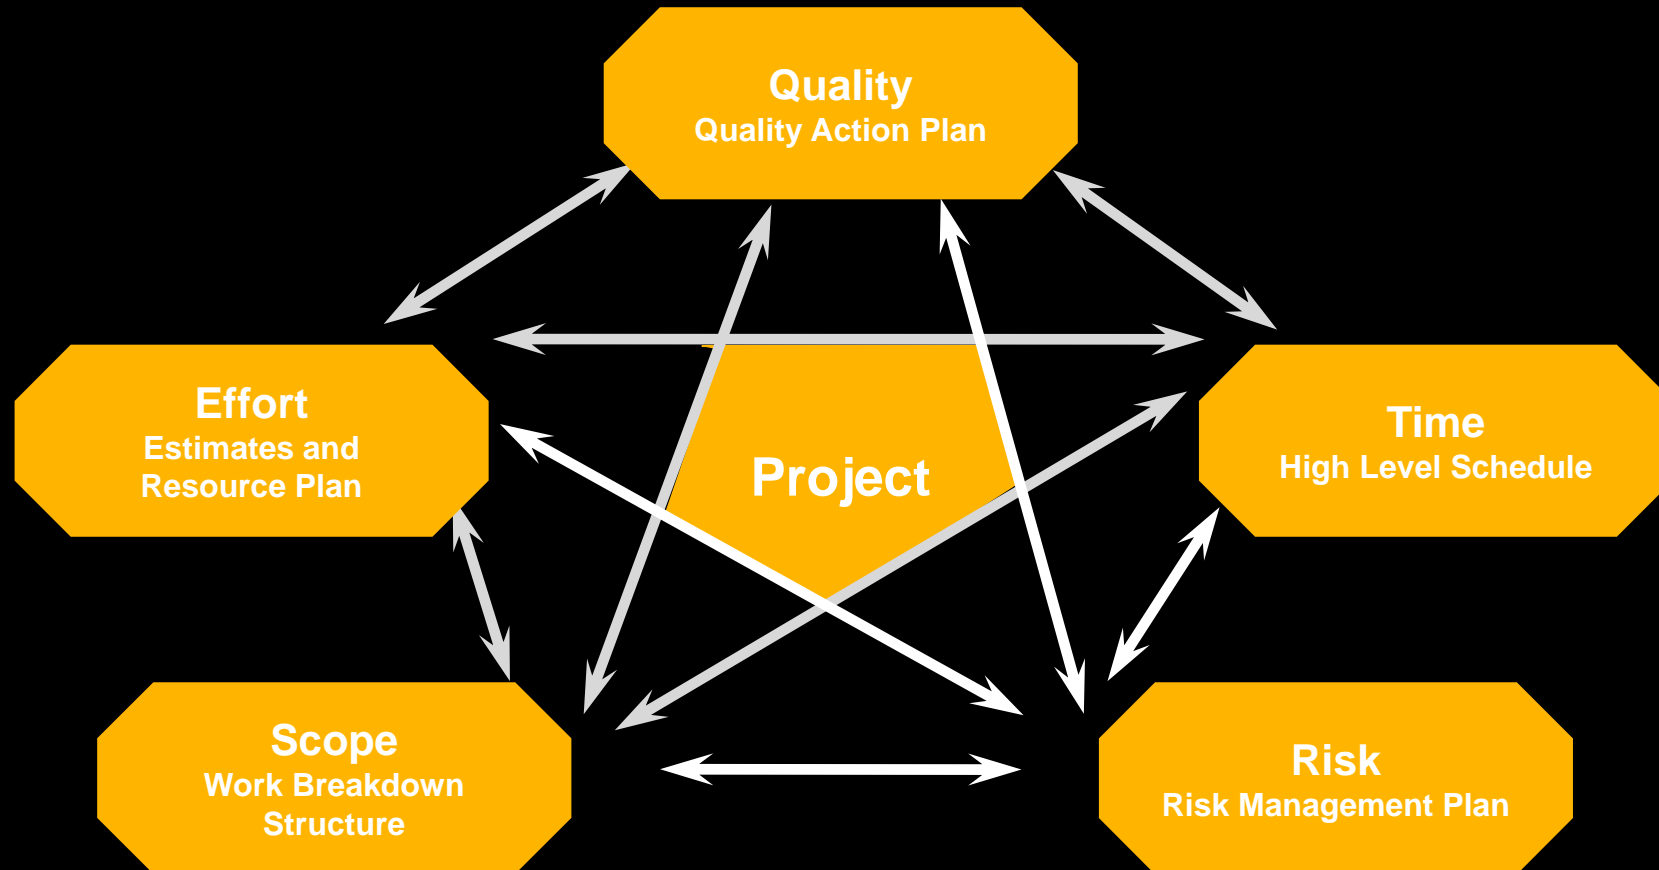 Quality
Quality Action Plan
Effort
Estimates and
Resource Plan
Time
High Level Schedule
Project
Scope
Work Breakdown
Structure
Risk
Risk Management Plan